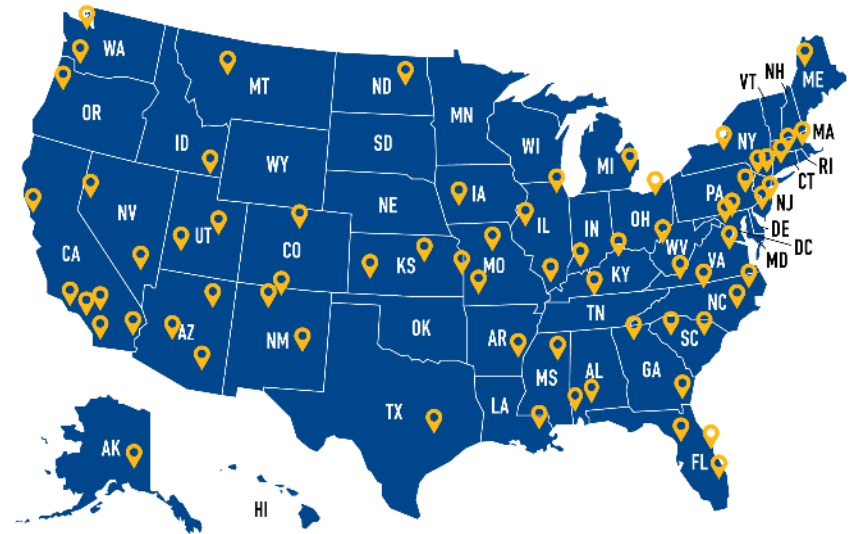 WA
MT
ND
MN
OR
ID
SD
WI
MI
VT
NH
ME
NY
MA
RI
CT
WY
IA
NE
NV
UT
CO
IL
IN
OH
PA
NJ
DE
DC
MD
CA
KS
MO
WV
VA
KY
NC
TN
SC
AZ
NM
OK
AR
MS
AL
GA
TX
LA
FL
AK
HI